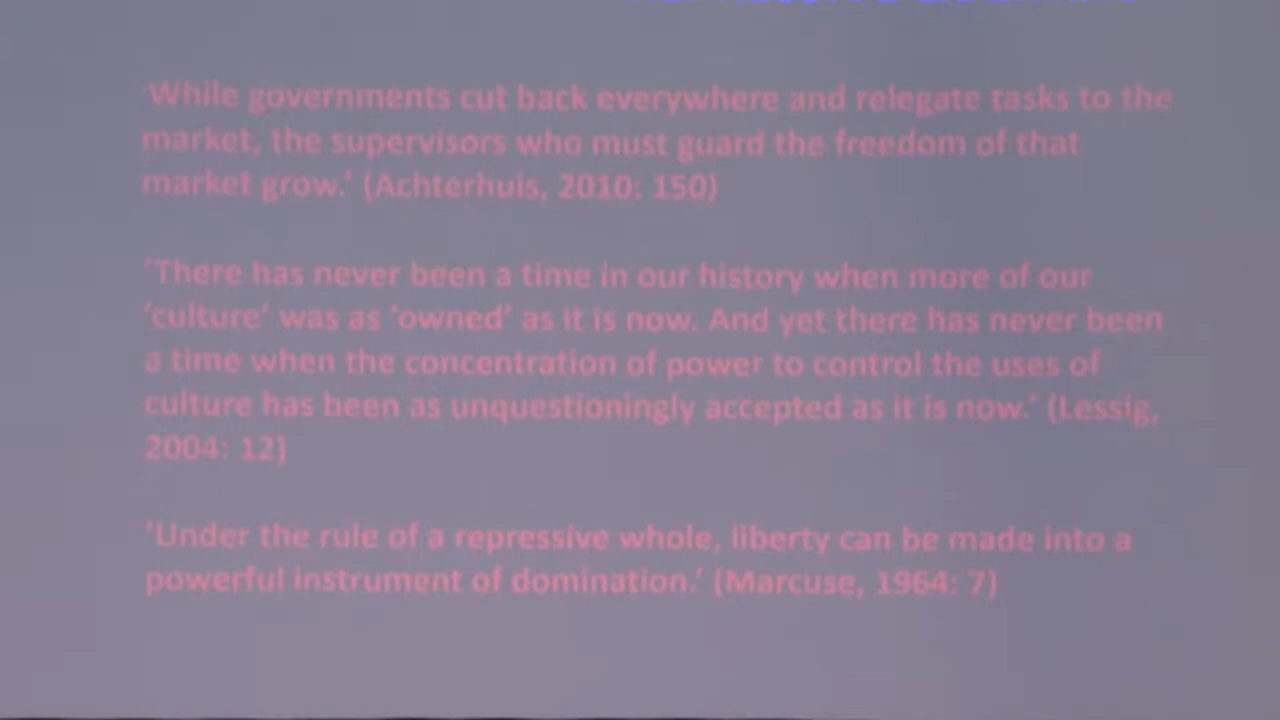 'While governments cut back everywhere and relegate tasks to the
market, the supervisors who must guard the freedom of that
market grow.' (Achterhuis, 2010: 150)
'There has never been a time in our history when more of our
'culture' was as 'owned' as it is now. And yet there has never been
a time when the concentration of power to control the uses of
culture has been as unquestioningly accepted as it is now.' (Lessig,
2004: 12)
'Under the rule of a repressive whole, liberty can be made into a
powerful instrument of domination.' (Marcuse, 1964: 7)